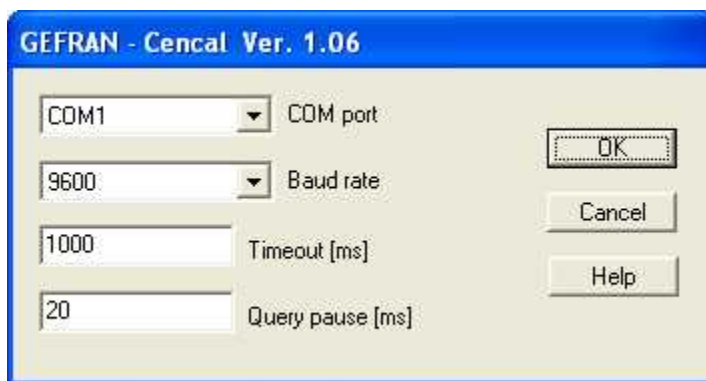 GEFRAN - Cencal Ver. 1.06
COM1 COM port
OK
9600 Baud rate
Cancel
1000 Timeout [ms]
Help
20 Query pause [ms]